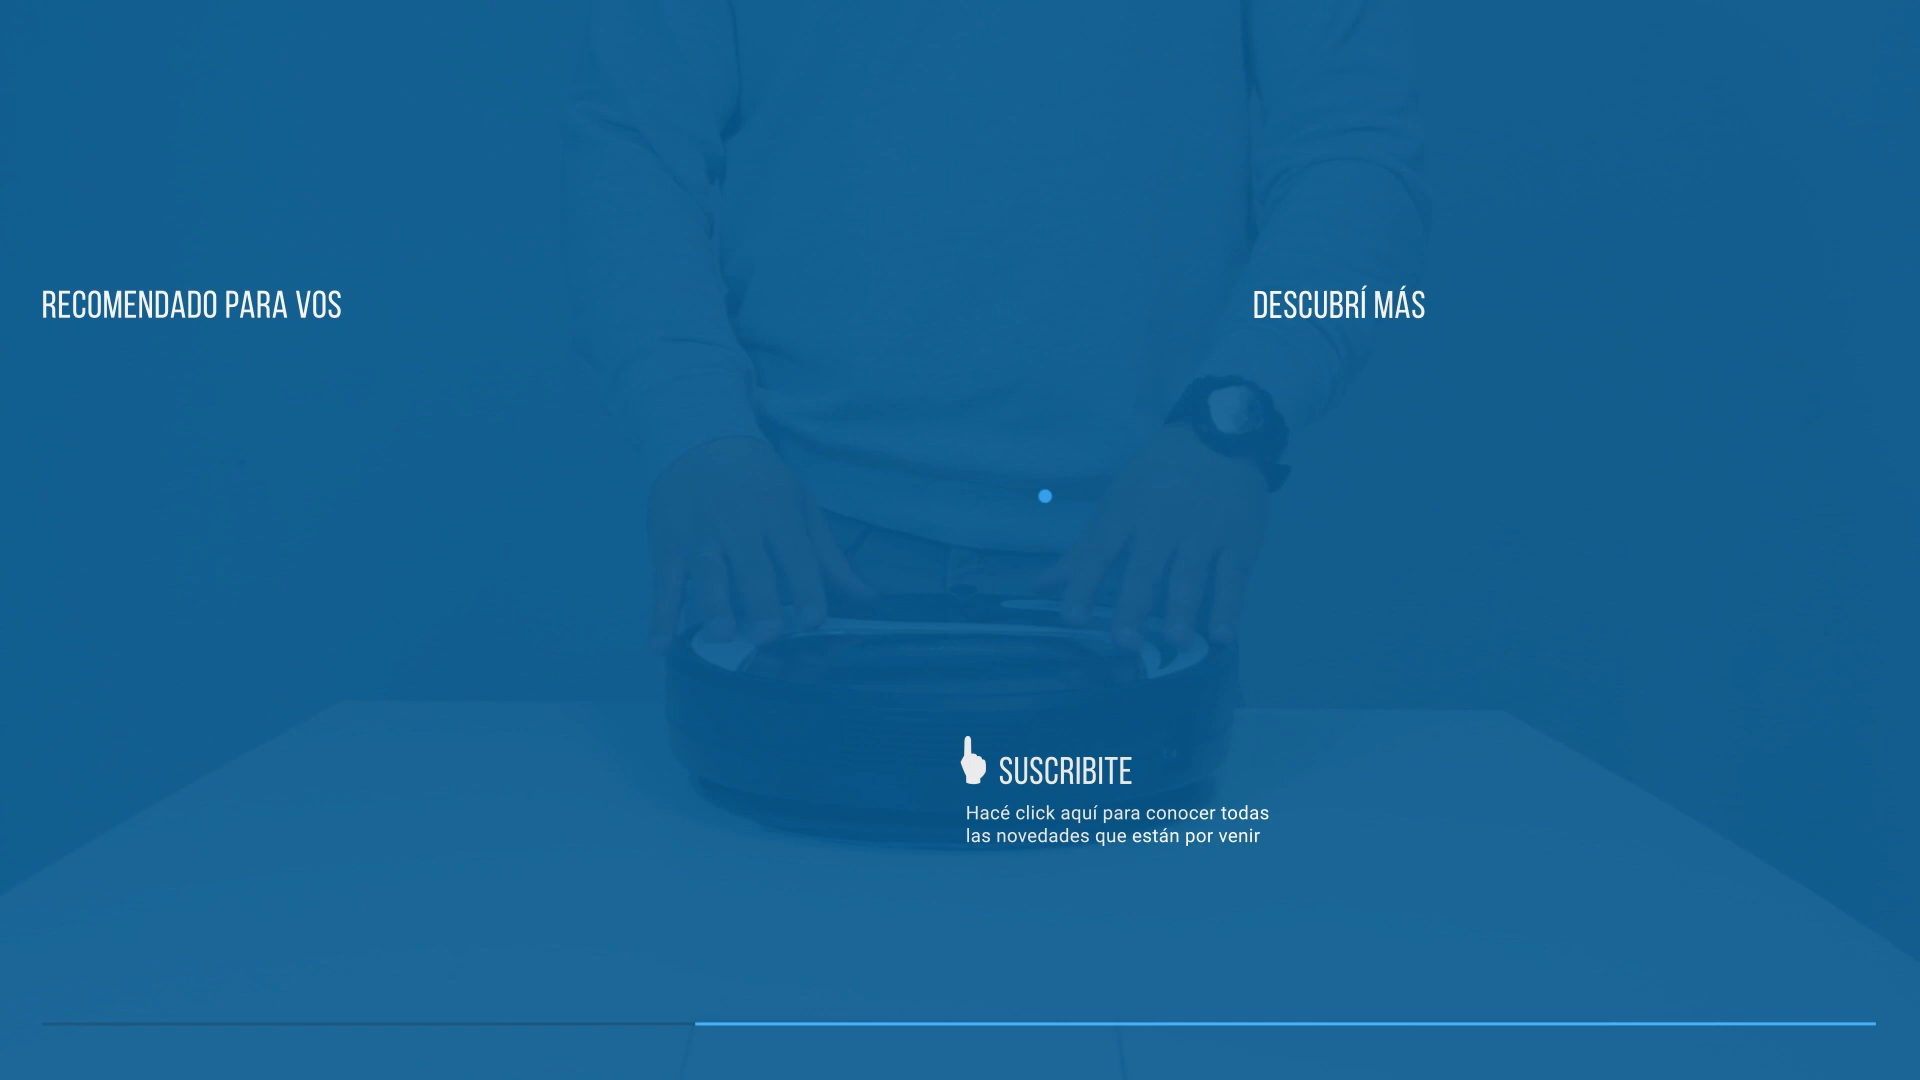 RECOMENDADO PARA VOS
DESCUBRÍ MÁS
SUSCRIBITE
Hacé click aquí para conocer todas
las novedades que están por venir